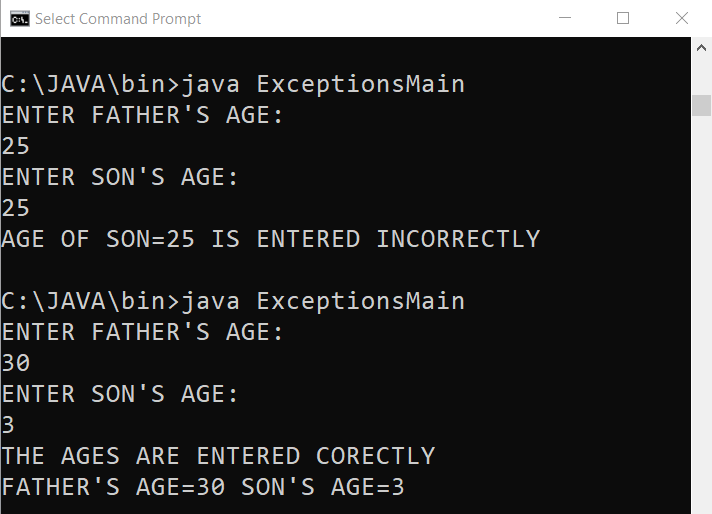 Select Command Prompt
C:\JAVA\bin>java ExceptionsMain
ENTER FATHER'S AGE:
25
ENTER SON'S AGE:
25
AGE OF SON=25 IS ENTERED INCORRECTLY
C:\JAVA\bin>java ExceptionsMain
ENTER FATHER'S AGE:
30
ENTER SON'S AGE:
3
THE AGES ARE ENTERED CORECTLY
FATHER'S AGE=30 SON'S AGE=3